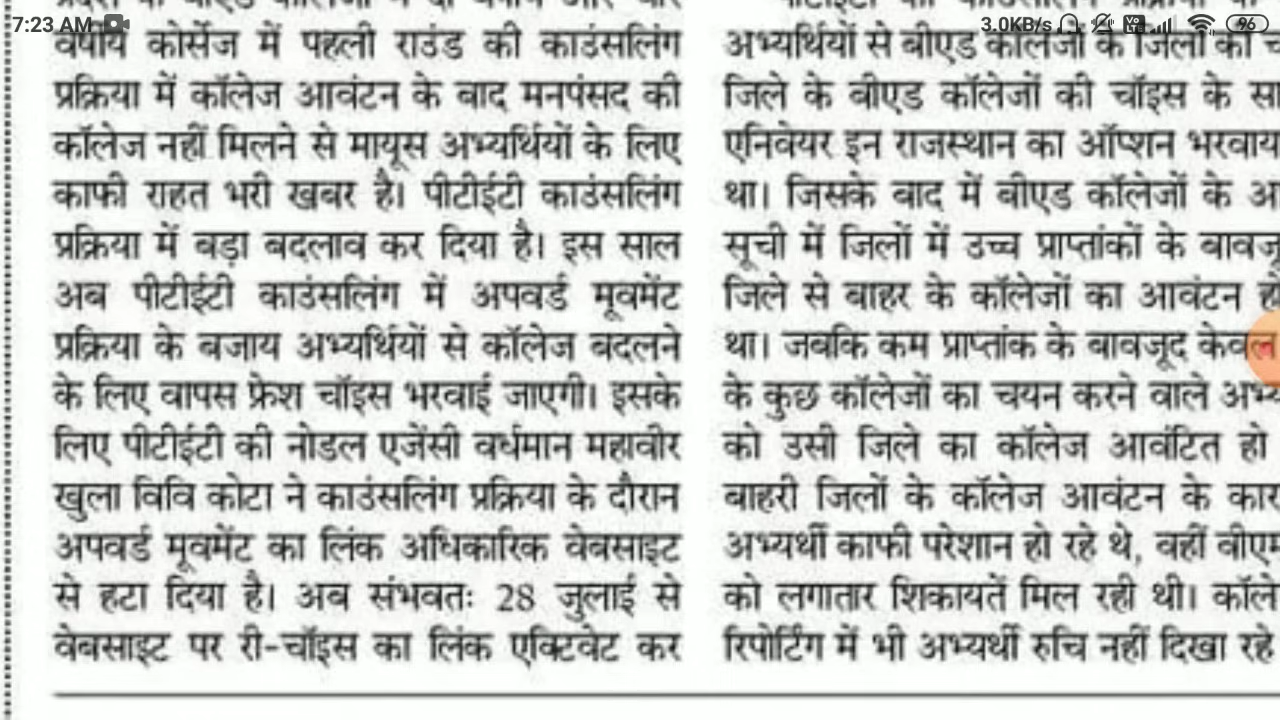 7:23 AM
3.0KB/s
Vo LTE
96
वर्षीय कोर्सेज में पहली राउंड की काउंसलिंग
प्रक्रिया में कॉलेज आवंटन के बाद मनपंसद की
कॉलेज नहीं मिलने से मायूस अभ्यर्थियों के लिए
काफी राहत भरी खबर है। पीटीईटी काउंसलिंग
प्रक्रिया में बड़ा बदलाव कर दिया है। इस साल
अब पीटीईटी काउंसलिंग में अपवर्ड मूवमेंट
प्रक्रिया के बजाय अभ्यर्थियों से कॉलेज बदलने
के लिए वापस फ्रेश चॉइस भरवाई जाएगी। इसके
लिए पीटीईटी की नोडल एजेंसी वर्धमान महावीर
खुला विवि कोटा ने काउंसलिंग प्रक्रिया के दौरान
अपवर्ड मूवमेंट का लिंक अधिकारिक वेबसाइट
से हटा दिया है। अब संभवतः 28 जुलाई से
वेबसाइट पर री-चॉइस का लिंक एक्टिवेट कर
अभ्यर्थियों से बीएड कॉलेजों के जिलों की
जिले के बीएड कॉलेजों की चॉइस के
एनिवेयर इन राजस्थान का ऑप्शन भरवाय
था। जिसके बाद में बीएड कॉलेजों के
सूची में जिलों में उच्च प्राप्तांकों के बावजू
जिले से बाहर के कॉलेजों का आवंटन
था। जबकि कम प्राप्तांक के बावजूद केवल
के कुछ कॉलेजों का चयन करने वाले
को उसी जिले का कॉलेज आवंटित हो
बाहरी जिलों के कॉलेज आवंटन के कार
अभ्यर्थी काफी परेशान हो रहे थे, वहीं
को लगातार शिकायतें मिल रही थी। कॉले
रिपोर्टिंग में भी अभ्यर्थी रुचि नहीं दिखा रहे